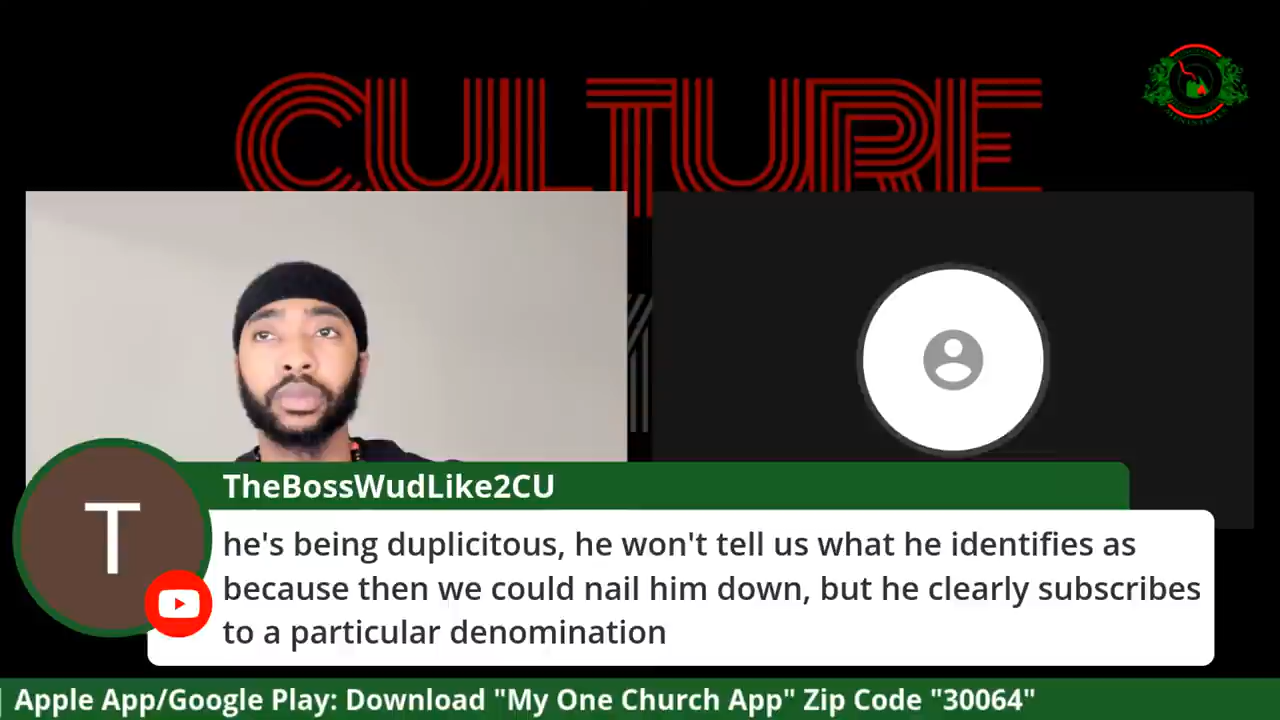 CULTURE
MINISTRIES
T
TheBossWudLike2CU
he's being duplicitous, he won't tell us what he identifies as
because then we could nail him down, but he clearly subscribes
to a particular denomination
Apple App/Google Play: Download "My One Church App" Zip Code "30064"